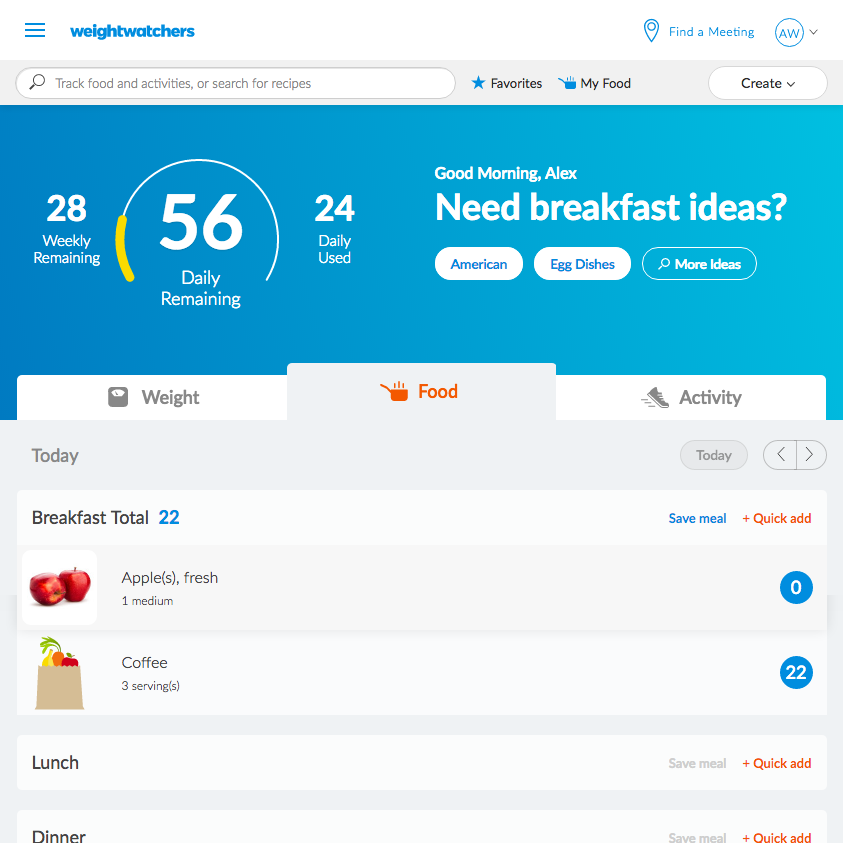 weightwatchers
Find a Meeting
AW
Track food and activities, or search for recipes
Favorites
My Food
Create
28
Weekly
Remaining
56
Daily
Remaining
24
Daily
Used
Good Morning, Alex
Need breakfast ideas?
American
Egg Dishes
More Ideas
Weight
Food
Activity
Today
Today
Breakfast Total 22
Save meal
+ Quick add
Apple(s), fresh
1 medium
0
Coffee
3 serving(s)
22
Lunch
Save meal
+ Quick add
Dinner
Save meal
+ Quick add